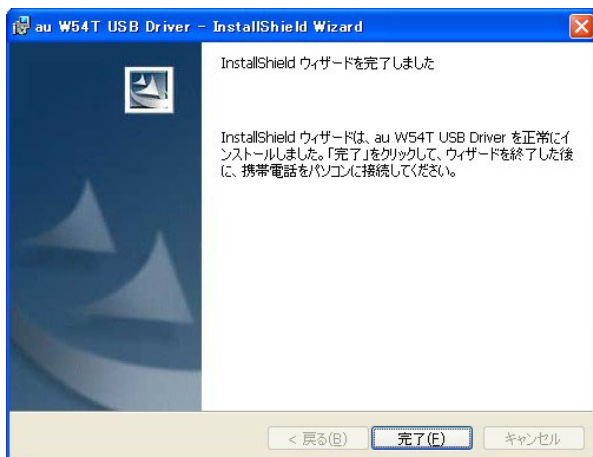 au W54T USB Driver - InstallShield Wizard
InstallShield ウィザードを完了しました
InstallShield ウィザードは、au W54T USB Driver を正常にイ
ンストールしました。「完了」をクリックして、ウィザードを終了した後
に、携帯電話をパソコンに接続してください。
< 戻る(B)
完了(F)
キャンセル